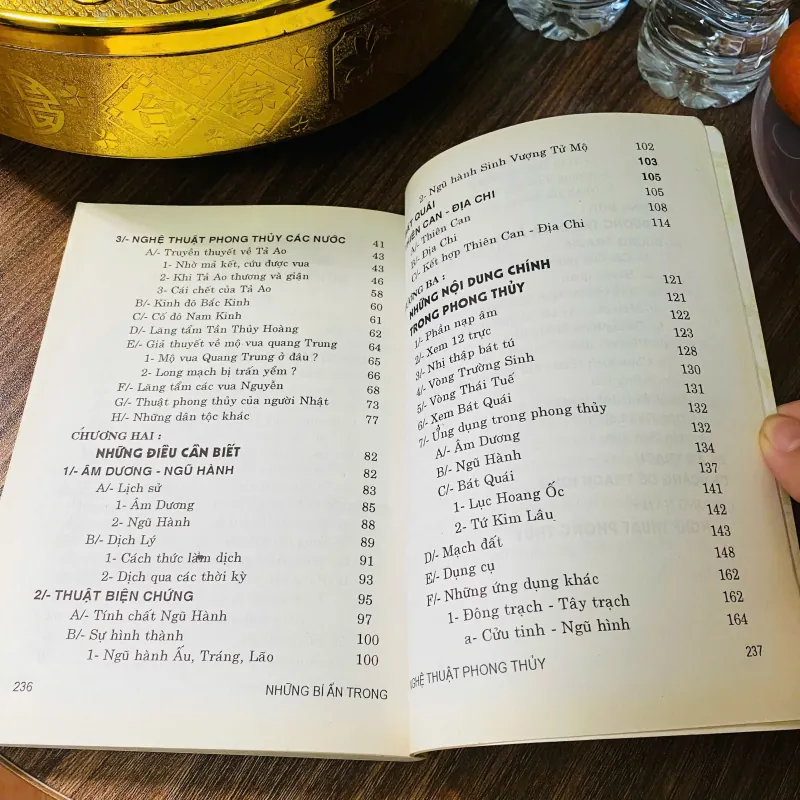 3/- NGHỆ THUẬT PHONG THỦY CÁC NƯỚC 41
A/- Truyền thuyết về Tả Ao 43
1- Nhờ mả kết, cứu được vua 43
2- Khi Tả Ao thương và giận 46
3- Cái chết của Tả Ao 58
B/- Kinh đô Bắc Kinh 60
C/- Cố đô Nam Kinh 61
D/- Lăng tẩm Tần Thủy Hoàng 62
E/- Giả thuyết về mộ vua quang Trung 64
1- Mộ vua Quang Trung ở đâu ? 65
2- Long mạch bị trấn yểm ? 66
F/- Lăng tẩm các vua Nguyễn 68
G/- Thuật phong thủy của người Nhật 73
H/- Những dân tộc khác 77
CHƯƠNG HAI :
NHỮNG ĐIỀU CẦN BIẾT 82
1/- ÂM DƯƠNG - NGŨ HÀNH 82
A/- Lịch sử 83
1- Âm Dương 85
2- Ngũ Hành 88
B/- Dịch Lý 89
1- Cách thức làm dịch 91
2- Dịch qua các thời kỳ 93
2/- THUẬT BIỆN CHỨNG 95
A/- Tính chất Ngũ Hành 97
B/- Sự hình thành 100
1- Ngũ hành Ấu, Tráng, Lão 100
236 NHỮNG BÍ ẨN TRONG
2- Ngũ hành Sinh Vượng Tử Mộ 102
ÁT QUÁI 103
HIÊN CAN - ĐỊA CHI 105
A/- Thiên Can 105
B/- Địa Chi 108
C/- Kết hợp Thiên Can - Địa Chi 114
ƯƠNG BA :
NHỮNG NỘI DUNG CHÍNH
TRONG PHONG THỦY 121
1/- Phần nạp âm 121
2/- Xem 12 trực 122
3/- Nhị thập bát tú 123
4/- Vòng Trường Sinh 128
5/- Vòng Thái Tuế 130
6/- Xem Bát Quái 131
7/- Ứng dụng trong phong thủy 132
A/- Âm Dương 132
B/- Ngũ Hành 134
C/- Bát Quái 137
1- Lục Hoang Ốc 141
2- Tứ Kim Lâu 142
D/- Mạch đất 143
E/- Dụng cụ 148
F/- Những ứng dụng khác 162
1- Đông trạch - Tây trạch 162
a- Cửu tinh - Ngũ hình 164
NGHỆ THUẬT PHONG THỦY 237